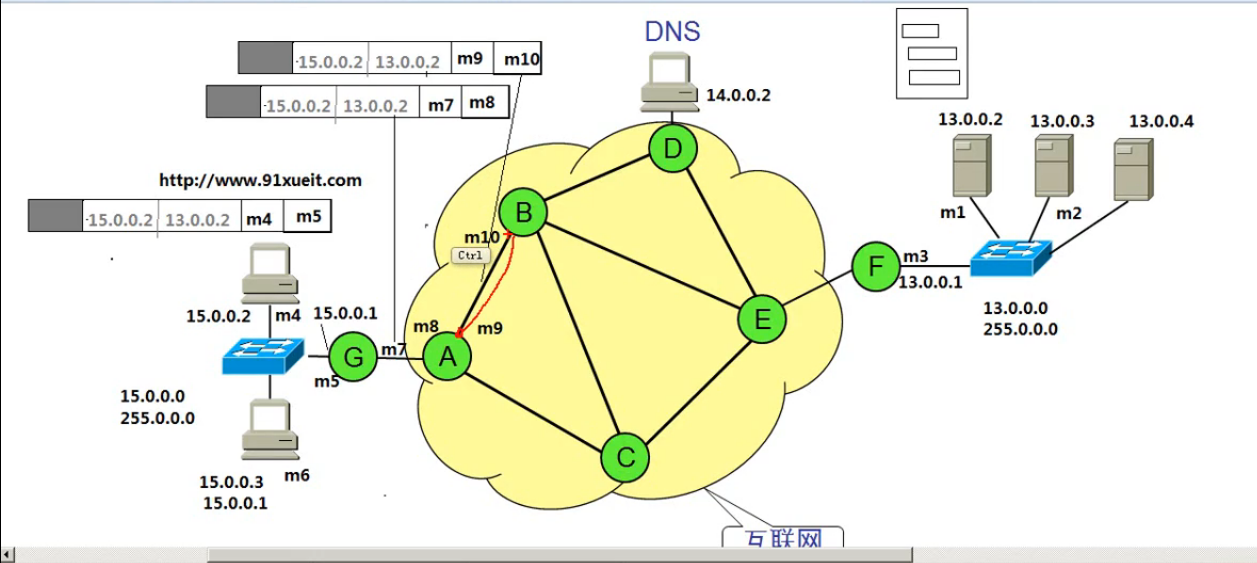 DNS
15.0.0.2 13.0.0.2 m9 m10
15.0.0.2 13.0.0.2 m7 m8
14.0.0.2
13.0.0.2 13.0.0.3 13.0.0.4
http://www.91xueit.com
15.0.0.2 13.0.0.2 m4 m5
D
B
m1 m2
m10
Ctrl
F
m3
13.0.0.1
15.0.0.2 m4 15.0.0.1
13.0.0.0
255.0.0.0
m8 m9
E
m7
G
A
m5
15.0.0.0
255.0.0.0
C
15.0.0.3 m6
15.0.0.1
互联网